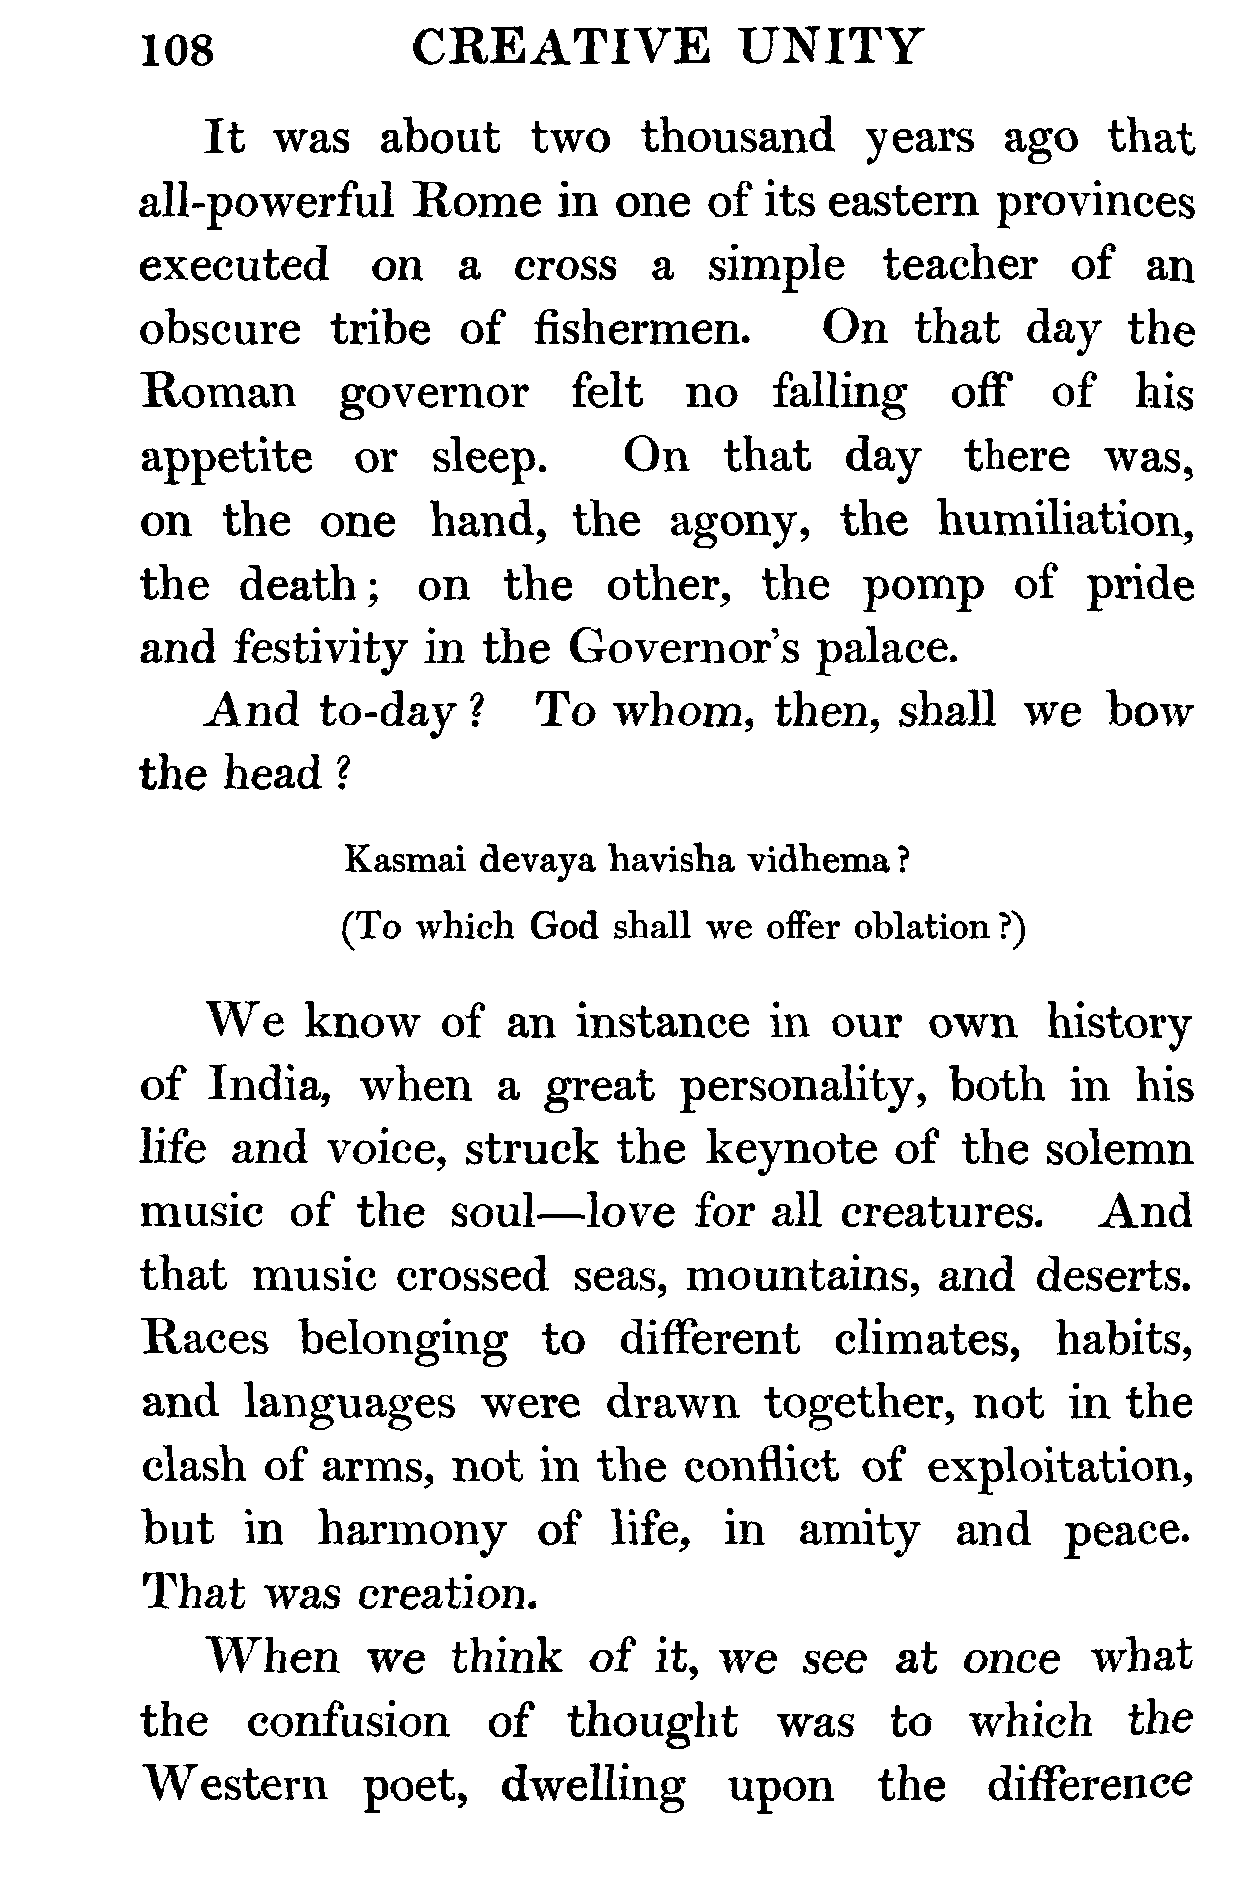 108 CREATIVE UNITY
It was about two thousand years ago that
all-powerful Rome in one of its eastern provinces
executed on a cross a simple teacher of an
obscure tribe of fishermen. On that day the
Roman governor felt no falling off of his
appetite or sleep. On that day there was,
on the one hand, the agony, the humiliation,
the death; on the other, the pomp of pride
and festivity in the Governor's palace.
And to-day? To whom, then, shall we bow
the head?
Kasmai devaya havisha vidhema?
(To which God shall we offer oblation?)
We know of an instance in our own history
of India, when a great personality, both in his
life and voice, struck the keynote of the solemn
music of the soul—love for all creatures. And
that music crossed seas, mountains, and deserts.
Races belonging to different climates, habits,
and languages were drawn together, not in the
clash of arms, not in the conflict of exploitation,
but in harmony of life, in amity and peace.
That was creation.
When we think of it, we see at once what
the confusion of thought was to which the
Western poet, dwelling upon the difference